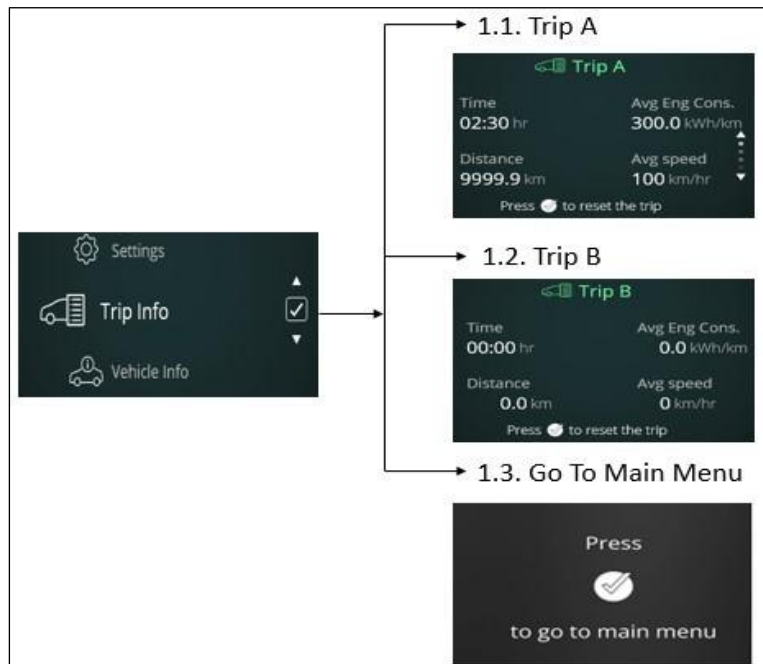 1.1. Trip A
Trip A
Time Avg Eng Cons.
02:30 hr 300.0 kWh/km
Distance Avg speed
9999.9 km 100 km/hr
Press to reset the trip
Settings
Trip Info
Vehicle Info
1.2. Trip B
Trip B
Time Avg Eng Cons.
00:00 hr 0.0 kWh/km
Distance Avg speed
0.0 km 0 km/hr
Press to reset the trip
1.3. Go To Main Menu
Press
to go to main menu